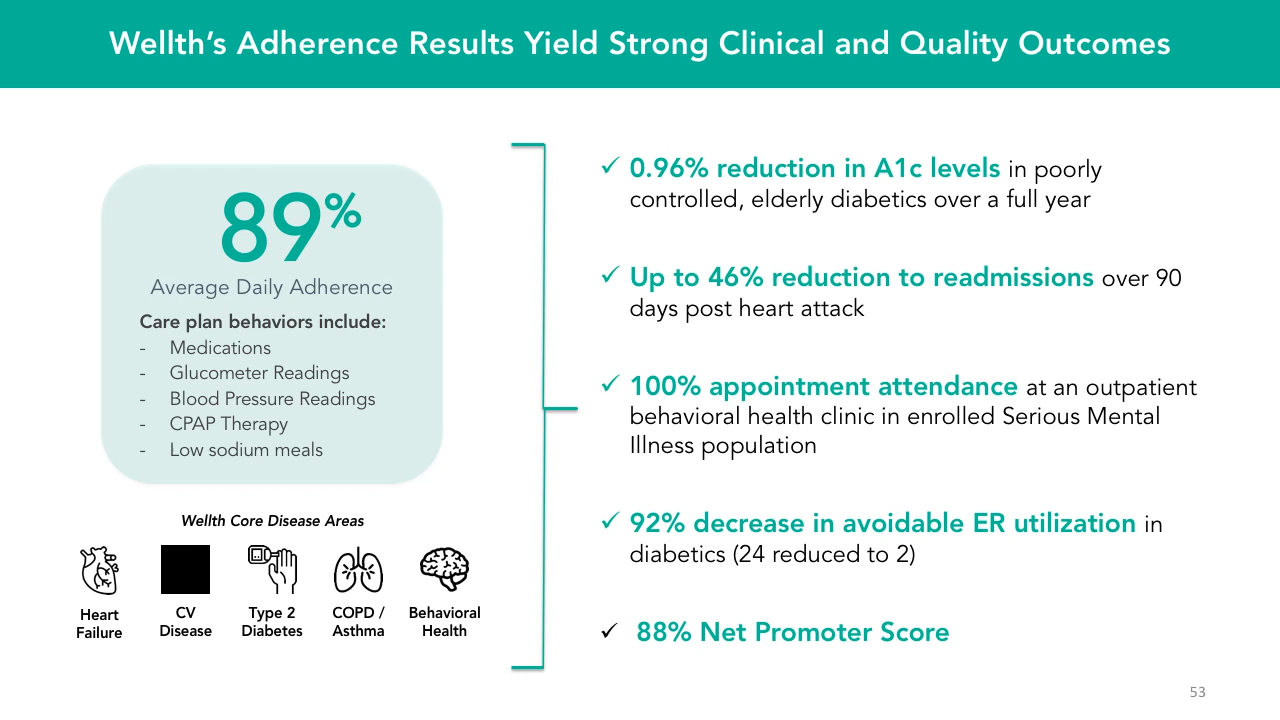 Wellth’s Adherence Results Yield Strong Clinical and Quality Outcomes
89%
Average Daily Adherence
Care plan behaviors include:
- Medications
- Glucometer Readings
- Blood Pressure Readings
- CPAP Therapy
- Low sodium meals
Wellth Core Disease Areas
Heart
Failure
CV
Disease
Type 2
Diabetes
COPD /
Asthma
Behavioral
Health
✓ 0.96% reduction in A1c levels in poorly
controlled, elderly diabetics over a full year
✓ Up to 46% reduction to readmissions over 90
days post heart attack
✓ 100% appointment attendance at an outpatient
behavioral health clinic in enrolled Serious Mental
Illness population
✓ 92% decrease in avoidable ER utilization in
diabetics (24 reduced to 2)
✓ 88% Net Promoter Score
53